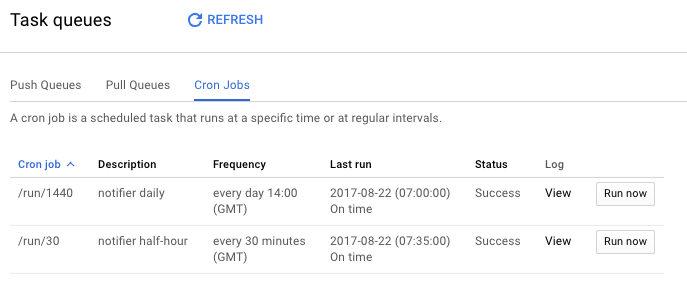 Task queues REFRESH
Push Queues Pull Queues Cron Jobs
A cron job is a scheduled task that runs at a specific time or at regular intervals.
Cron job Description Frequency Last run Status Log
/run/1440 notifier daily every day 14:00 2017-08-22 (07:00:00) Success View Run now
(GMT) On time
/run/30 notifier half-hour every 30 minutes 2017-08-22 (07:35:00) Success View Run now
(GMT) On time